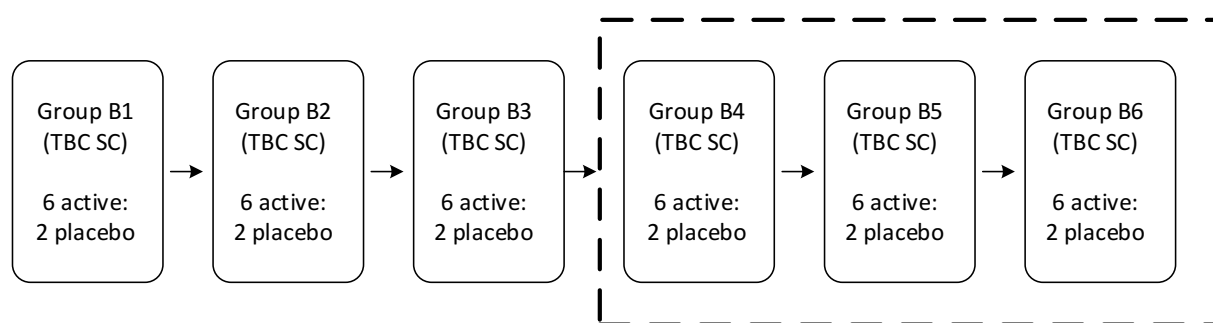 Group B1
(TBC SC)
6 active:
2 placebo
Group B2
(TBC SC)
6 active:
2 placebo
Group B3
(TBC SC)
6 active:
2 placebo
Group B4
(TBC SC)
6 active:
2 placebo
Group B5
(TBC SC)
6 active:
2 placebo
Group B6
(TBC SC)
6 active:
2 placebo